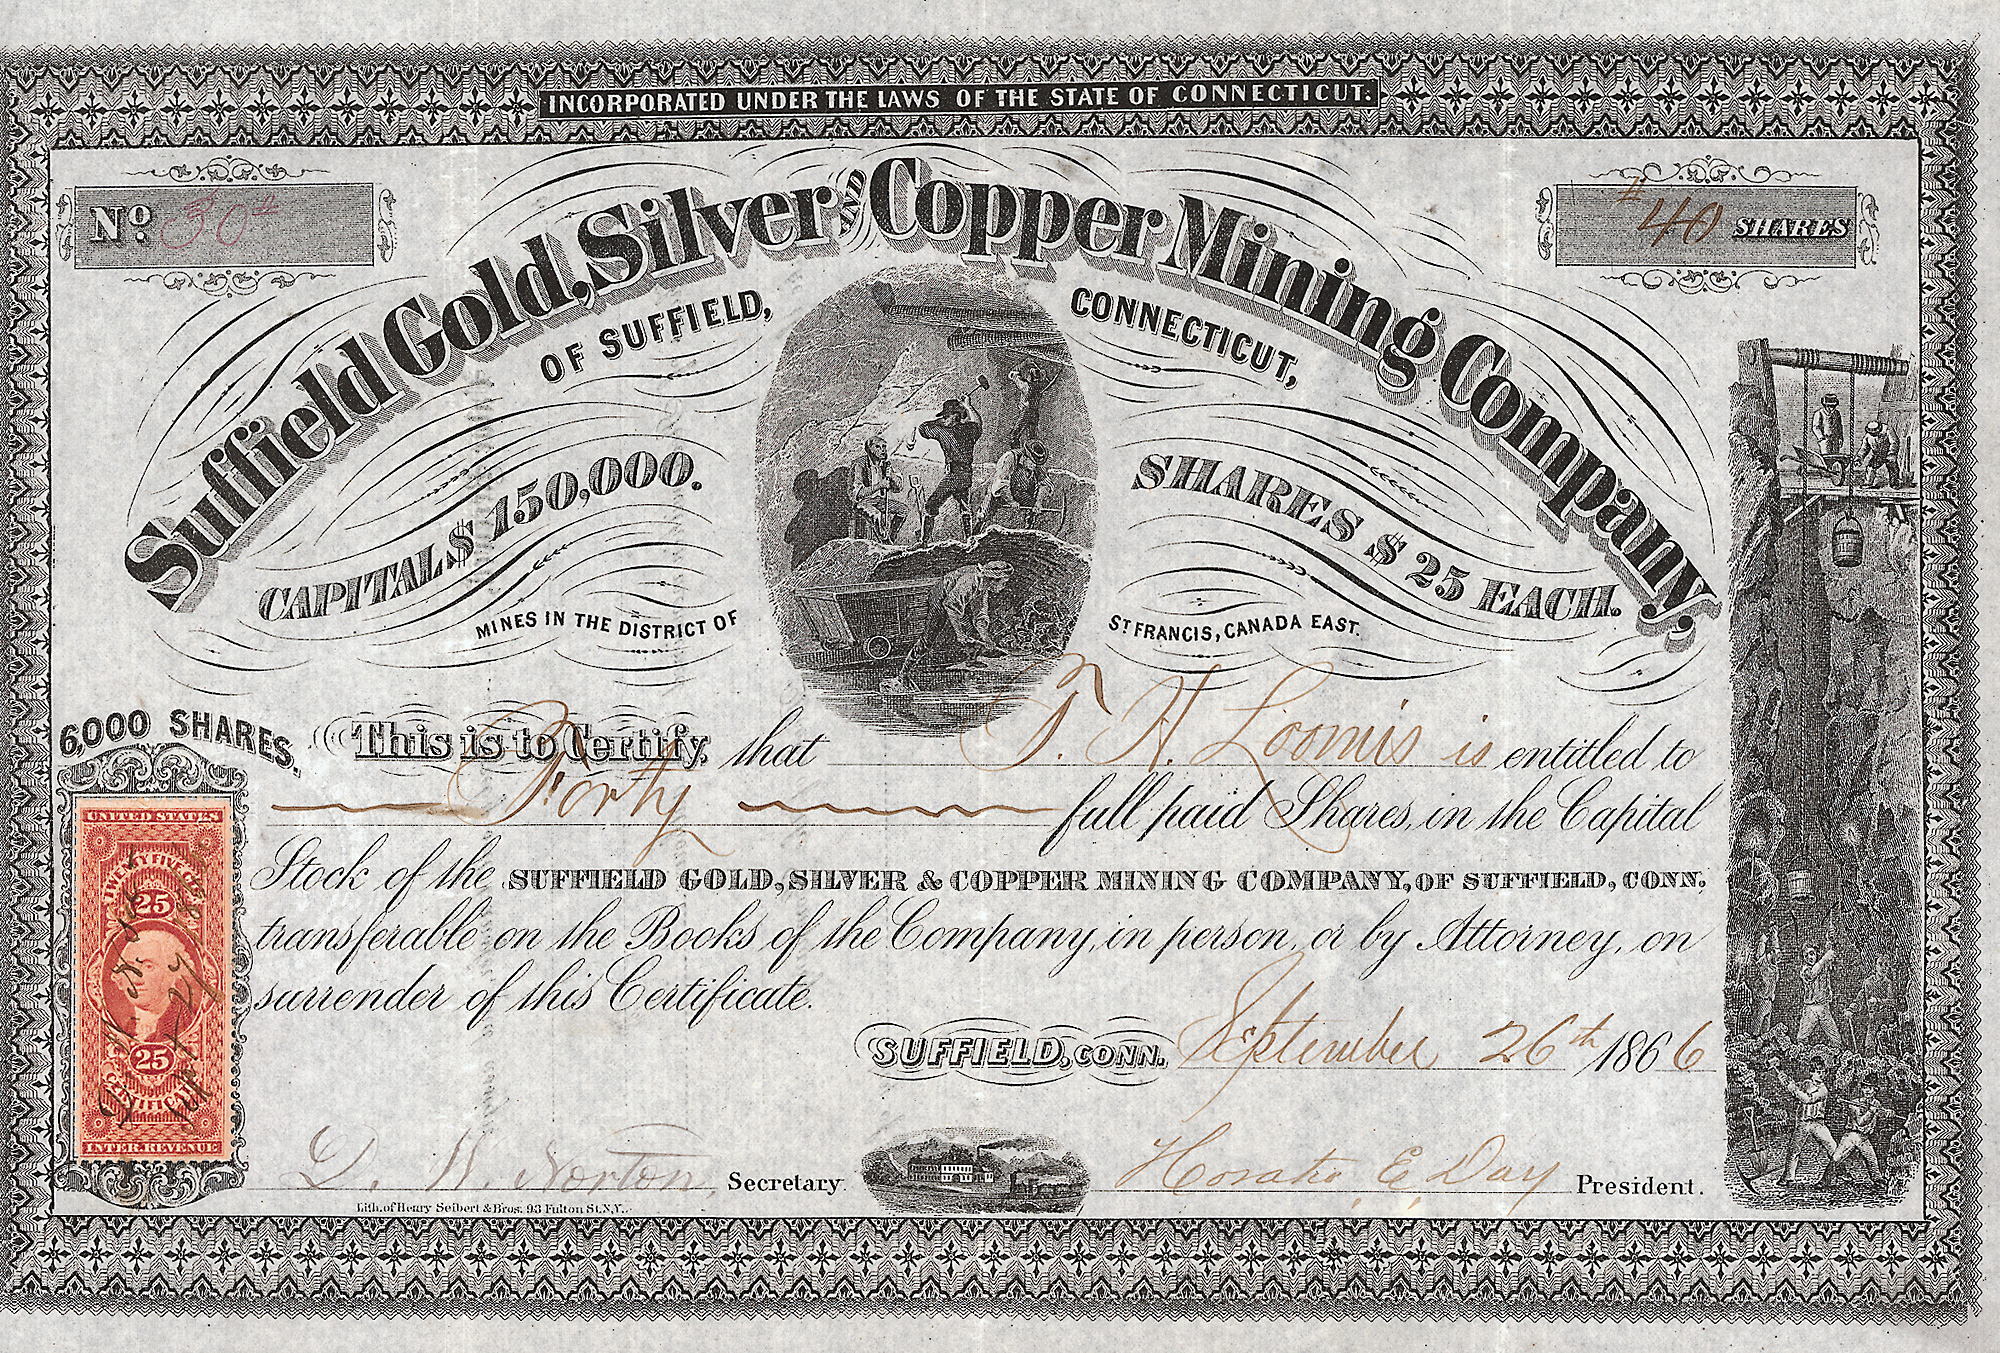 INCORPORATED UNDER THE LAWS OF THE STATE OF CONNECTICUT.
No. 30
40 SHARES
Suffield Gold, Silver AND Copper Mining Company,
OF SUFFIELD, CONNECTICUT,
CAPITAL $150,000. SHARES $25 EACH.
MINES IN THE DISTRICT OF ST FRANCIS, CANADA EAST.
6,000 SHARES.
This is to Certify, that T. H. Loomis is entitled to
Forty full paid Shares, in the Capital
Stock of the SUFFIELD GOLD, SILVER & COPPER MINING COMPANY, OF SUFFIELD, CONN.
transferable on the Books of the Company, in person, or by Attorney, on
surrender of this Certificate.
SUFFIELD, CONN. September 26th 1866
D. W. Norton, Secretary.
Horatio E. Day President.
Lith. of Henry Seibert & Bros. 93 Fulton St. N.Y.
UNITED STATES
TWENTY FIVE CTS
25
25
CERTIFICATE
INTER. REVENUE